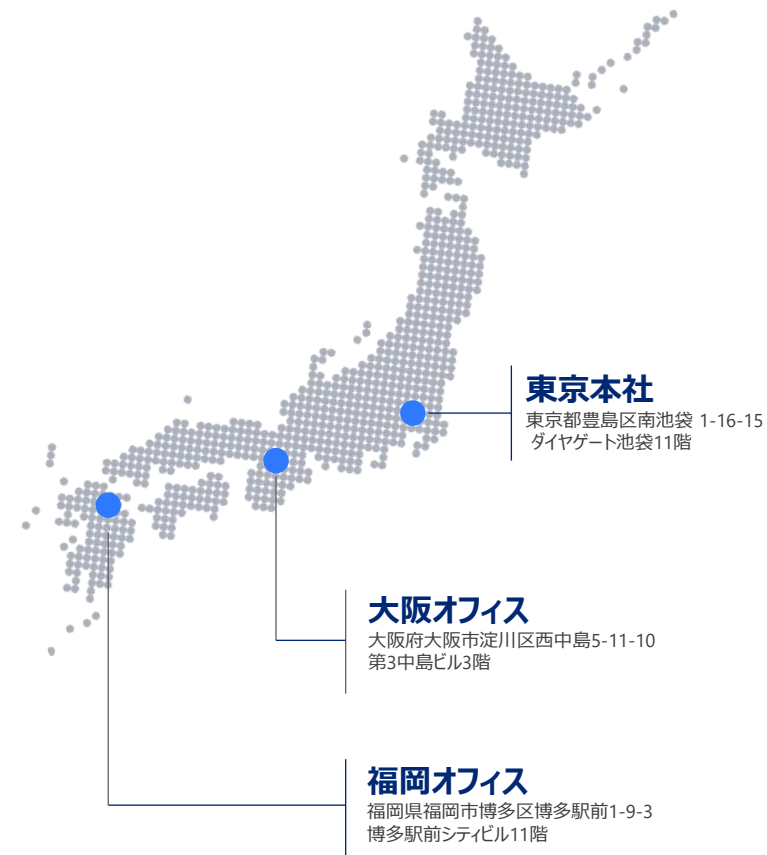 東京本社
東京都豊島区南池袋 1-16-15
ダイヤゲート池袋11階
大阪オフィス
大阪府大阪市淀川区西中島5-11-10
第3中島ビル3階
福岡オフィス
福岡県福岡市博多区博多駅前1-9-3
博多駅前シティビル11階